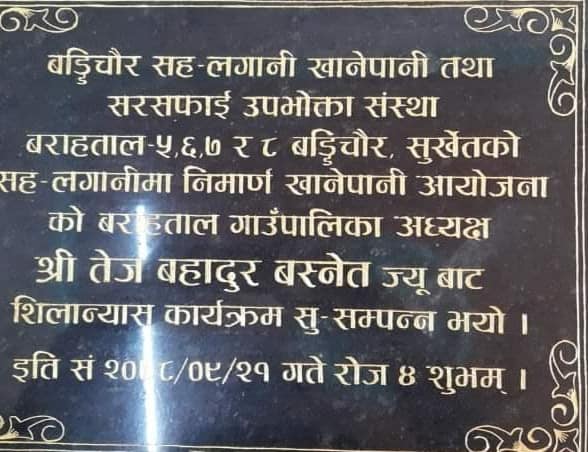 बड्डिचौर सह-लगानी खानेपानी तथा
सरसफाई उपभोक्ता संस्था
बराहताल-५,६,७ र ८ बड्डिचौर, सुर्खेतको
सह-लगानीमा निमार्ण खानेपानी आयोजना
को बराहताल गाउँपालिका अध्यक्ष
श्री तेज बहादुर बस्नेत ज्यू बाट
शिलान्यास कार्यक्रम सु-सम्पन्न भयो ।
इति सं गते रोज ४ शुभम् ।